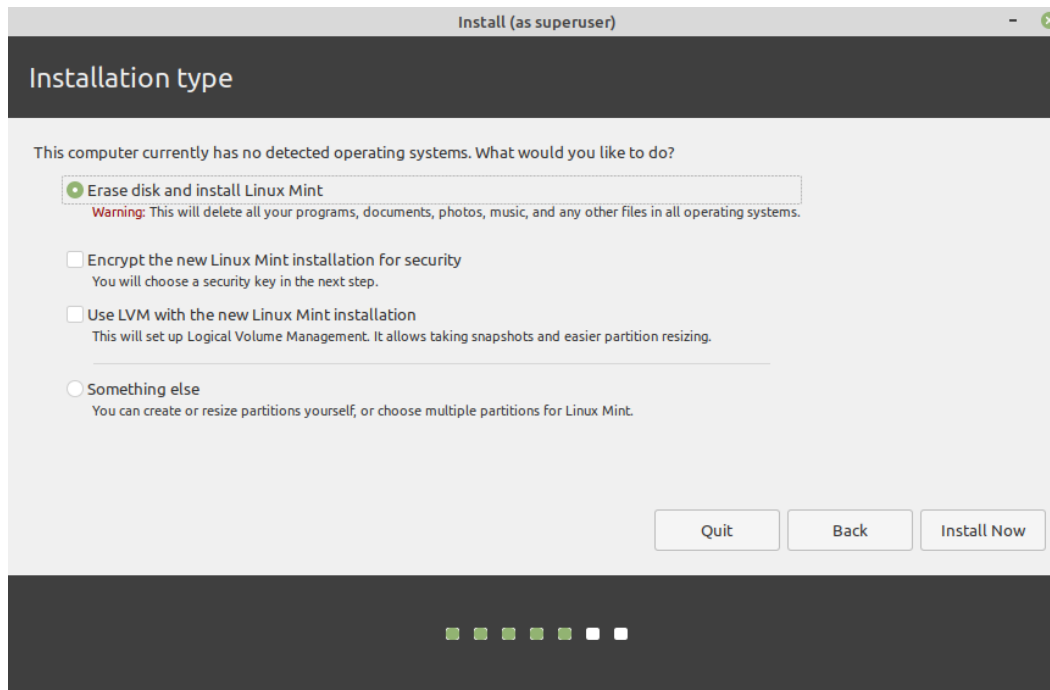 Install (as superuser)
Installation type
This computer currently has no detected operating systems. What would you like to do?
Erase disk and install Linux Mint
Warning: This will delete all your programs, documents, photos, music, and any other files in all operating systems.
Encrypt the new Linux Mint installation for security
You will choose a security key in the next step.
Use LVM with the new Linux Mint installation
This will set up Logical Volume Management. It allows taking snapshots and easier partition resizing.
Something else
You can create or resize partitions yourself, or choose multiple partitions for Linux Mint.
Quit Back Install Now